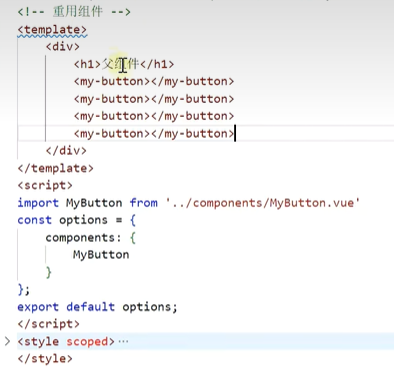 <!-- 重用组件 -->
<template>
    <div>
        <h1>父组件</h1>
        <my-button></my-button>
        <my-button></my-button>
        <my-button></my-button>
        <my-button></my-button>
    </div>
</template>
<script>
import MyButton from '../components/MyButton.vue'
const options = {
    components: {
        MyButton
    }
};
export default options;
</script>
<style scoped>…
</style>